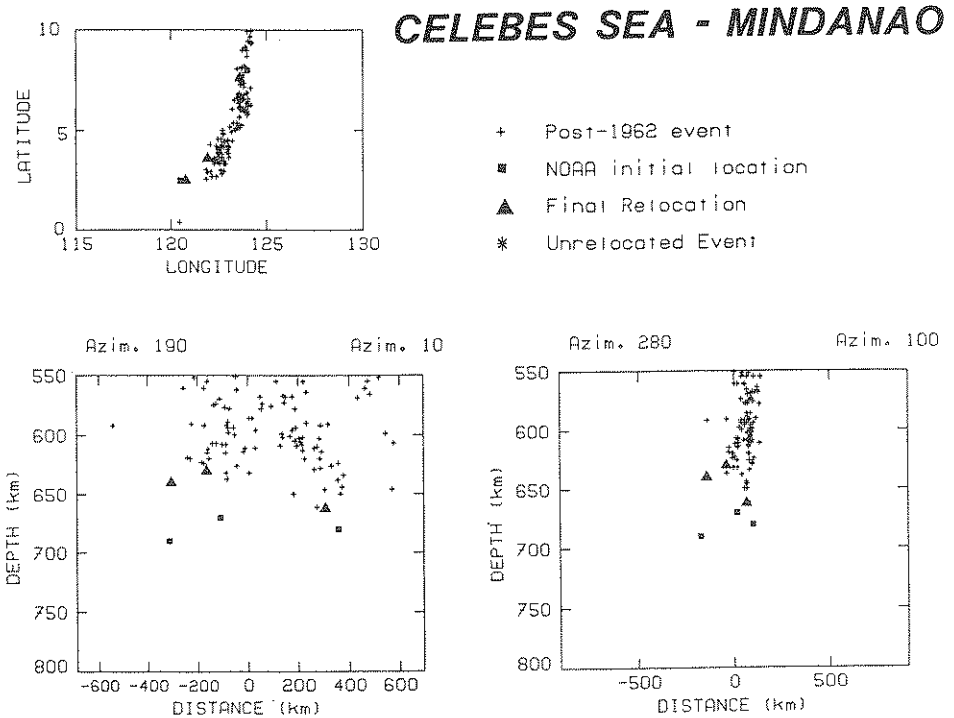 CELEBES SEA - MINDANAO
10
5
0
LATITUDE
115 120 125 130
LONGITUDE
+ Post-1962 event
NOAA initial location
Final Relocation
* Unrelocated Event
Azim. 190 Azim. 10
550
600
650
700
750
800
DEPTH (km)
-600 -400 -200 0 200 400 600
DISTANCE (km)
Azim. 280 Azim. 100
550
600
650
700
750
800
DEPTH (km)
-500 0 500
DISTANCE (km)